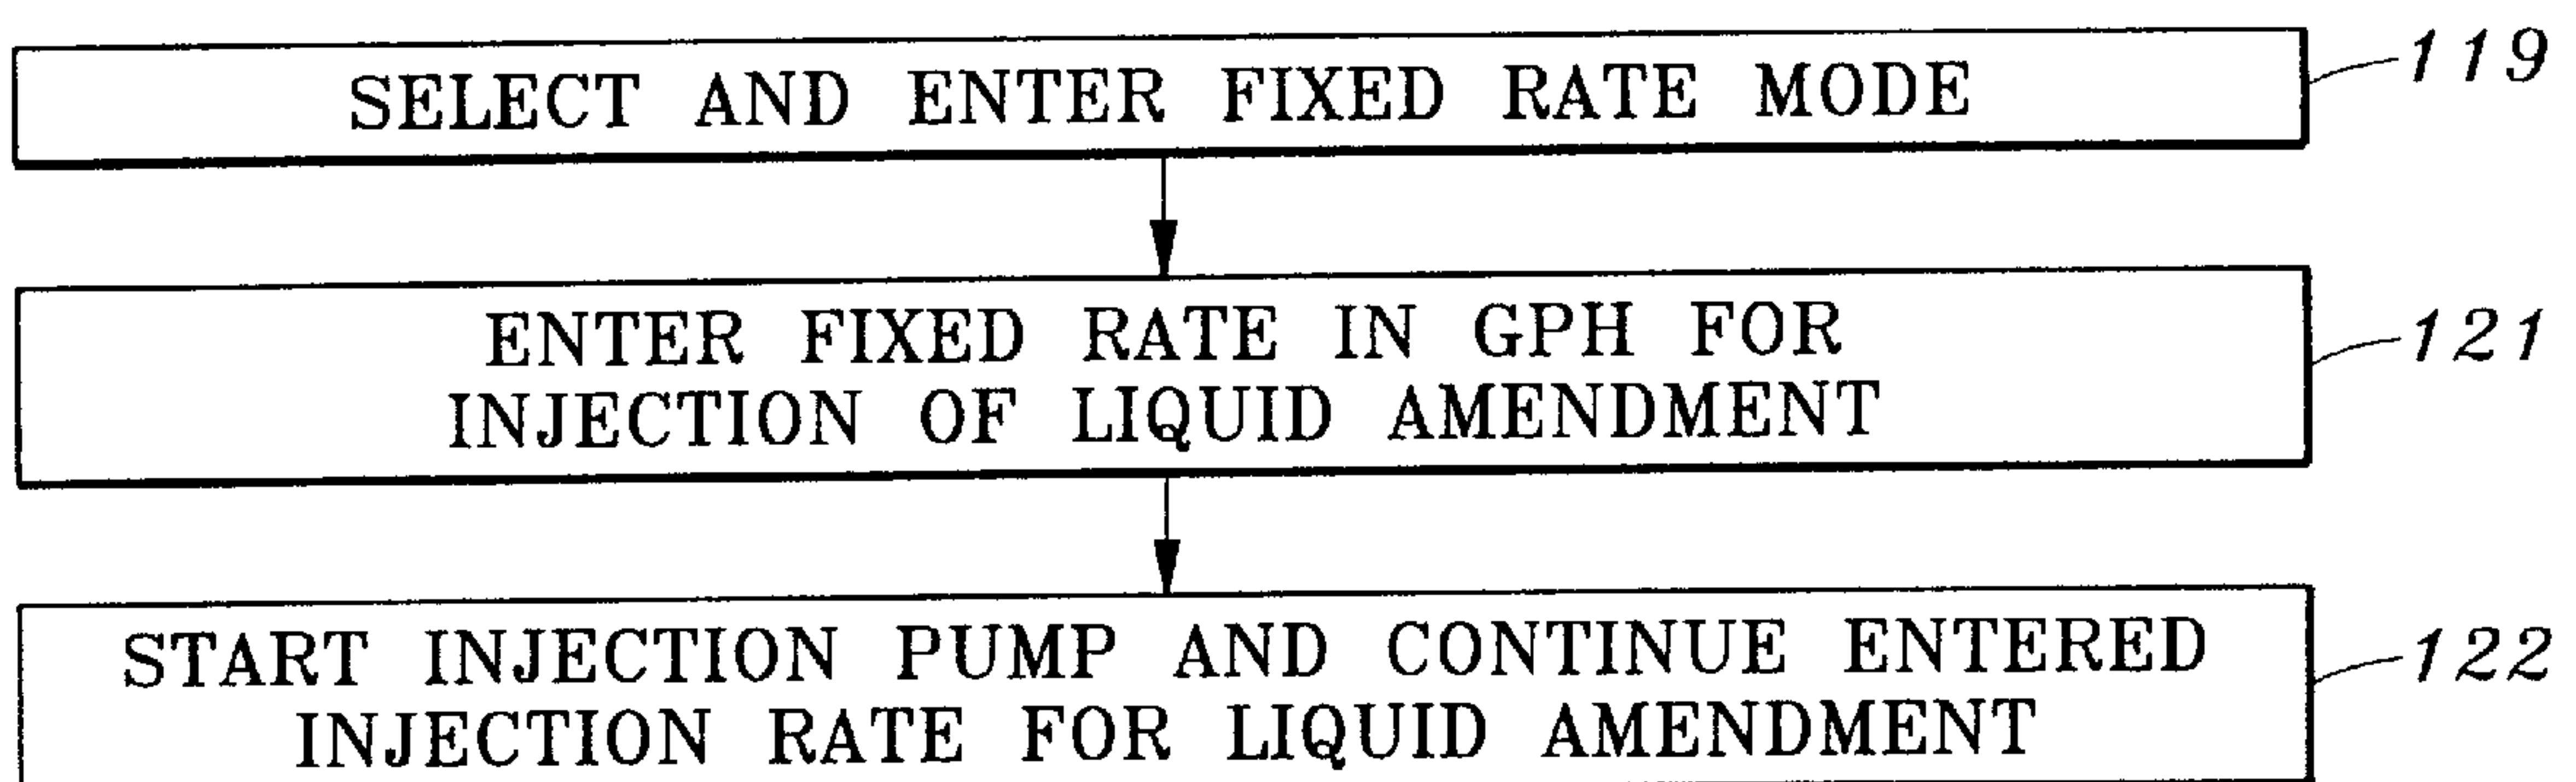 SELECT AND ENTER FIXED RATE MODE
119
ENTER FIXED RATE IN GPH FOR
INJECTION OF LIQUID AMENDMENT
121
START INJECTION PUMP AND CONTINUE ENTERED
INJECTION RATE FOR LIQUID AMENDMENT
122